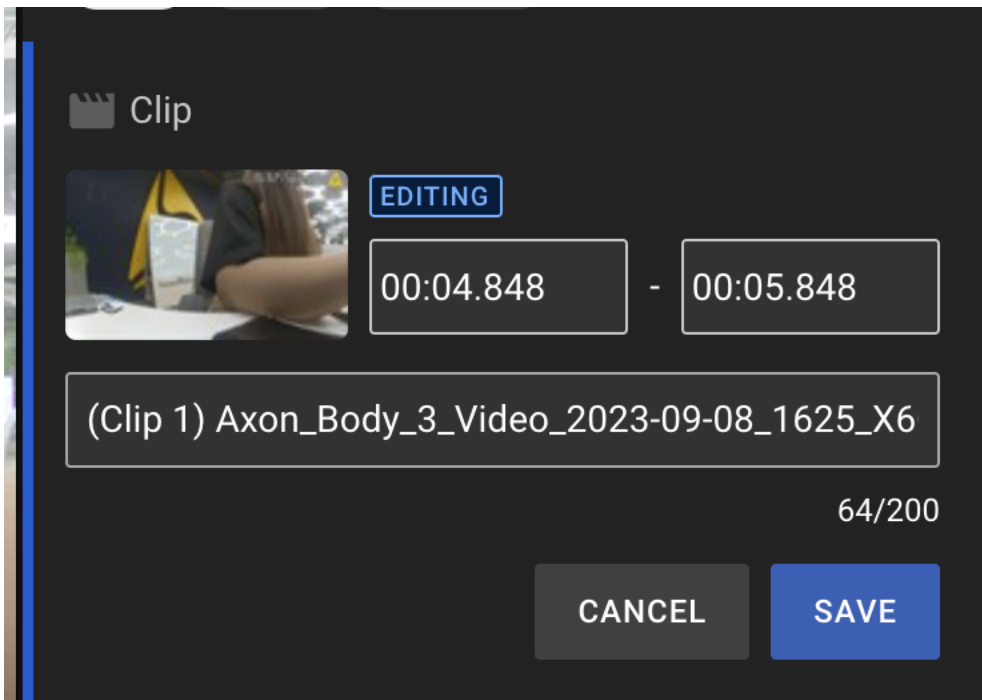 Clip
EDITING
00:04.848 - 00:05.848
(Clip 1) Axon_Body_3_Video_2023-09-08_1625_X6
64/200
CANCEL SAVE